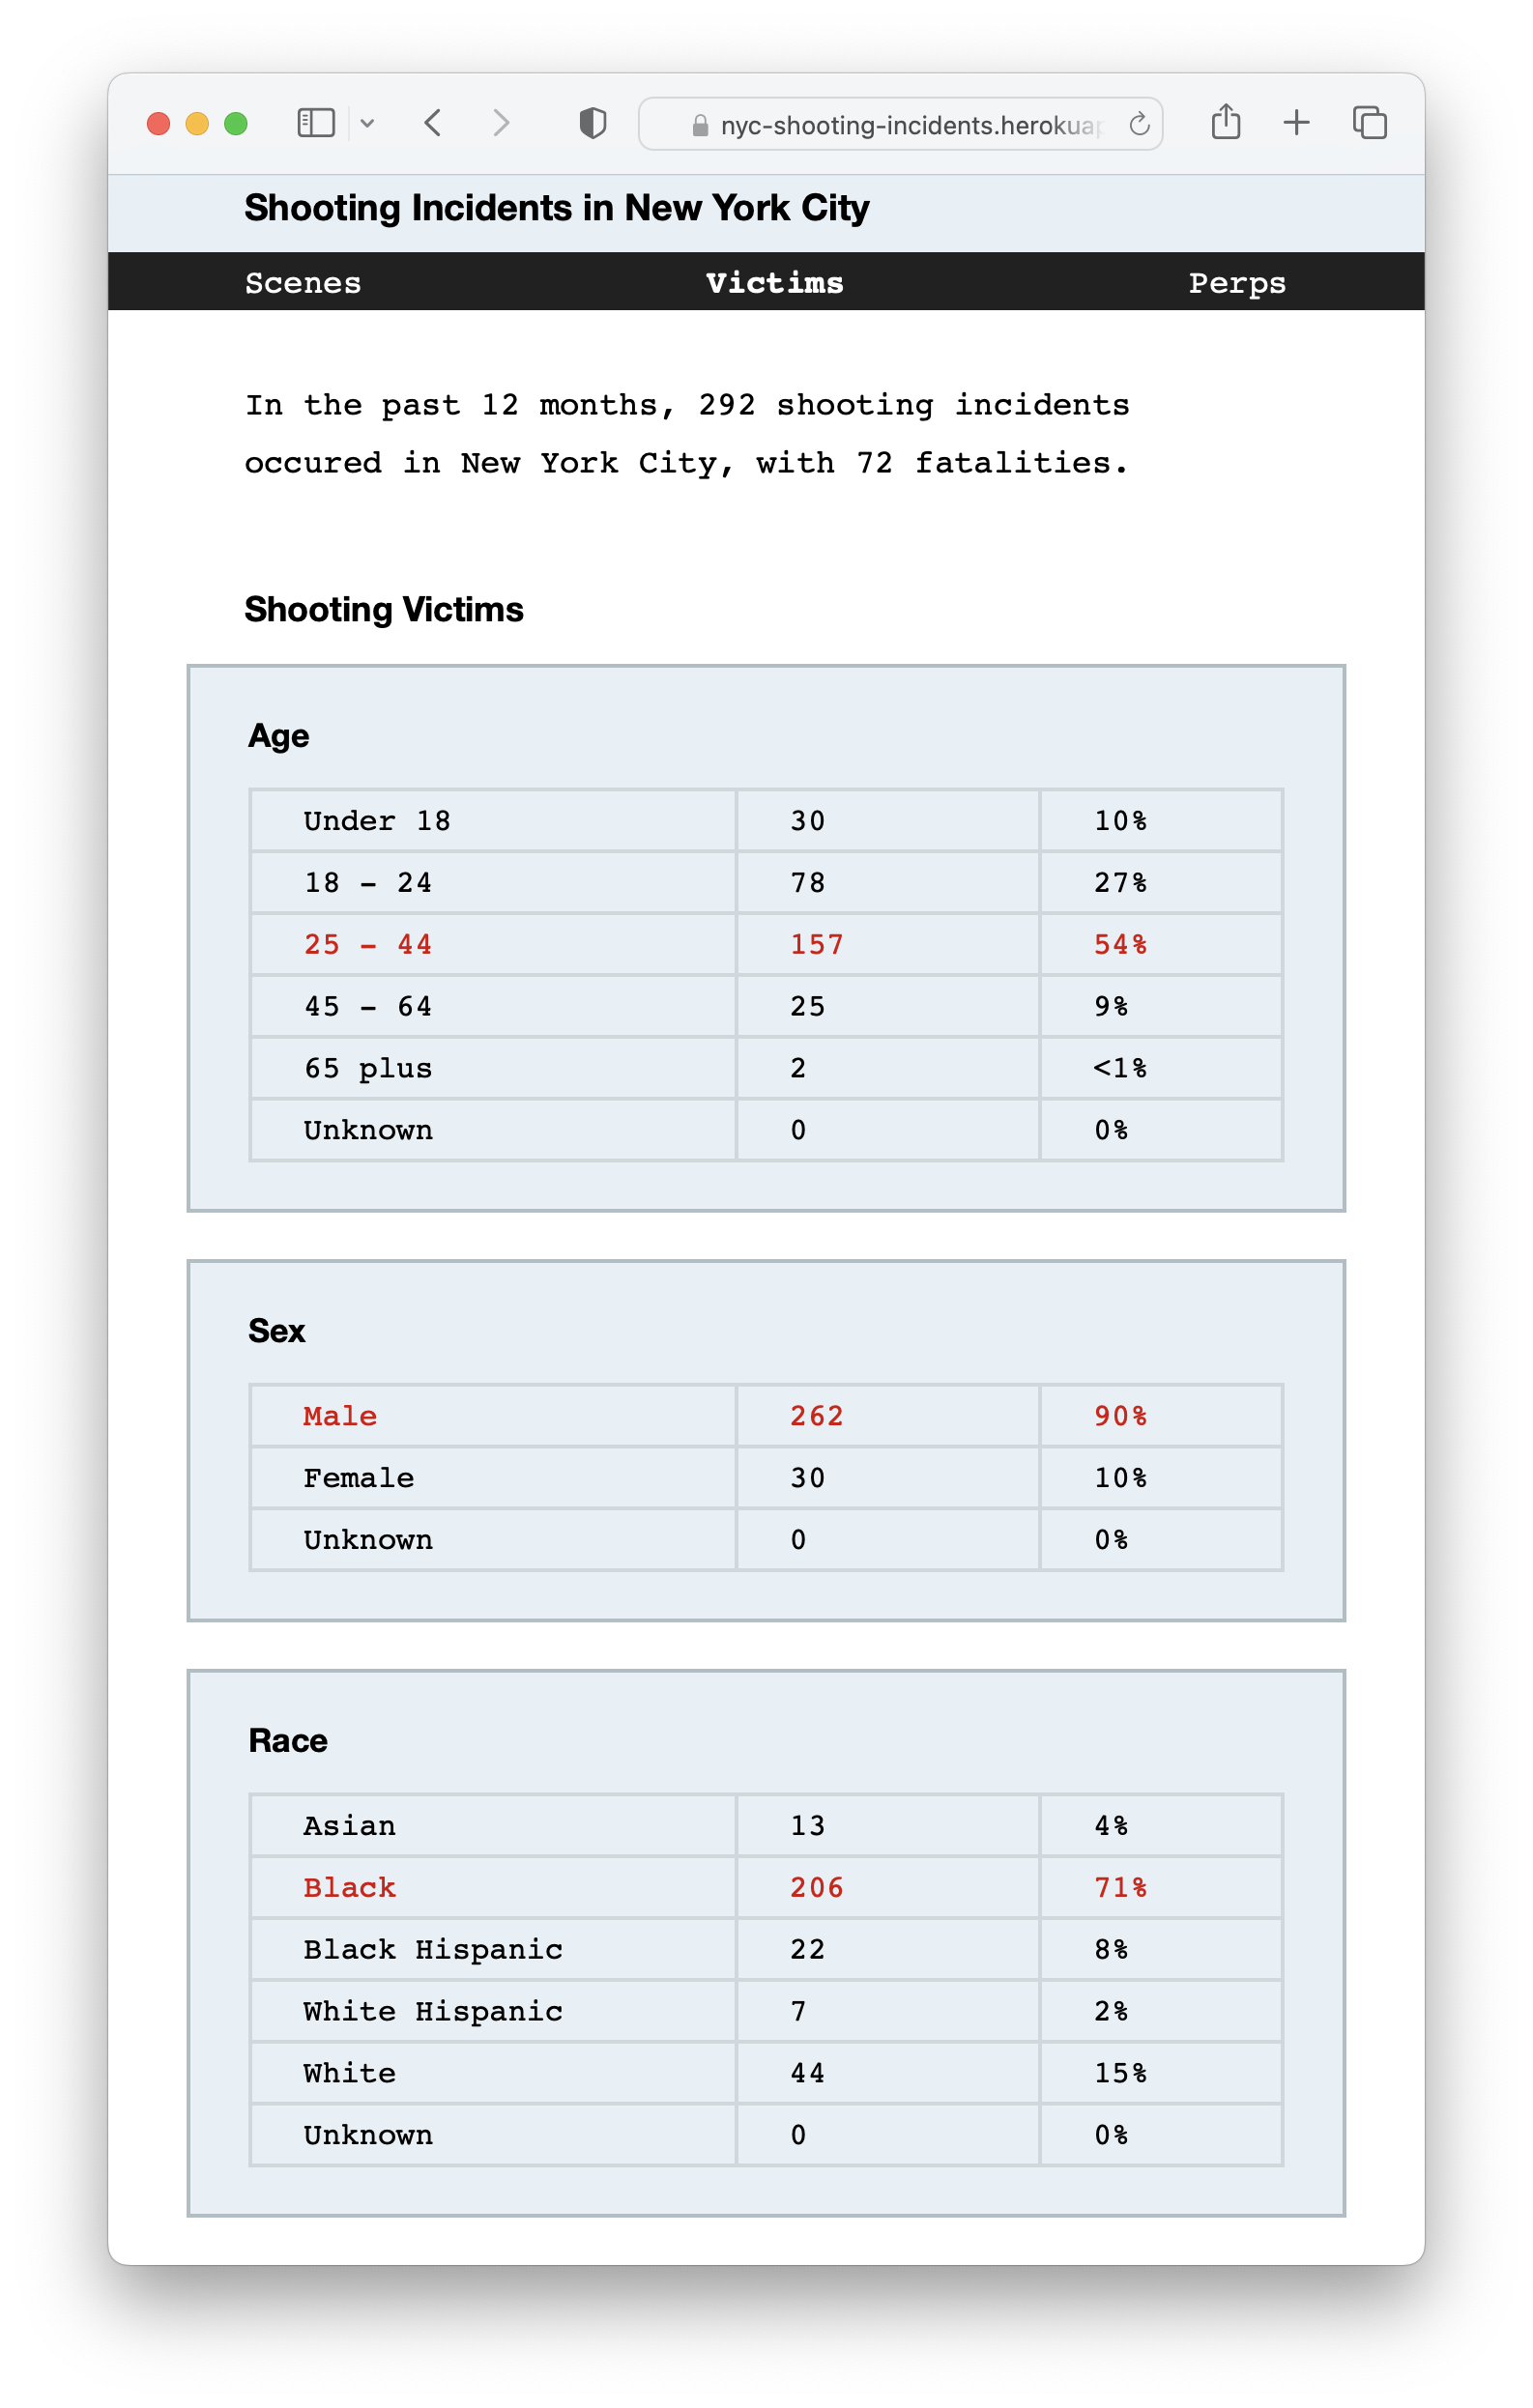 nyc-shooting-incidents.herokuap
Shooting Incidents in New York City
Scenes Victims Perps
In the past 12 months, 292 shooting incidents
occured in New York City, with 72 fatalities.
Shooting Victims
Age
Under 18 30 10%
18 – 24 78 27%
25 – 44 157 54%
45 – 64 25 9%
65 plus 2 <1%
Unknown 0 0%
Sex
Male 262 90%
Female 30 10%
Unknown 0 0%
Race
Asian 13 4%
Black 206 71%
Black Hispanic 22 8%
White Hispanic 7 2%
White 44 15%
Unknown 0 0%